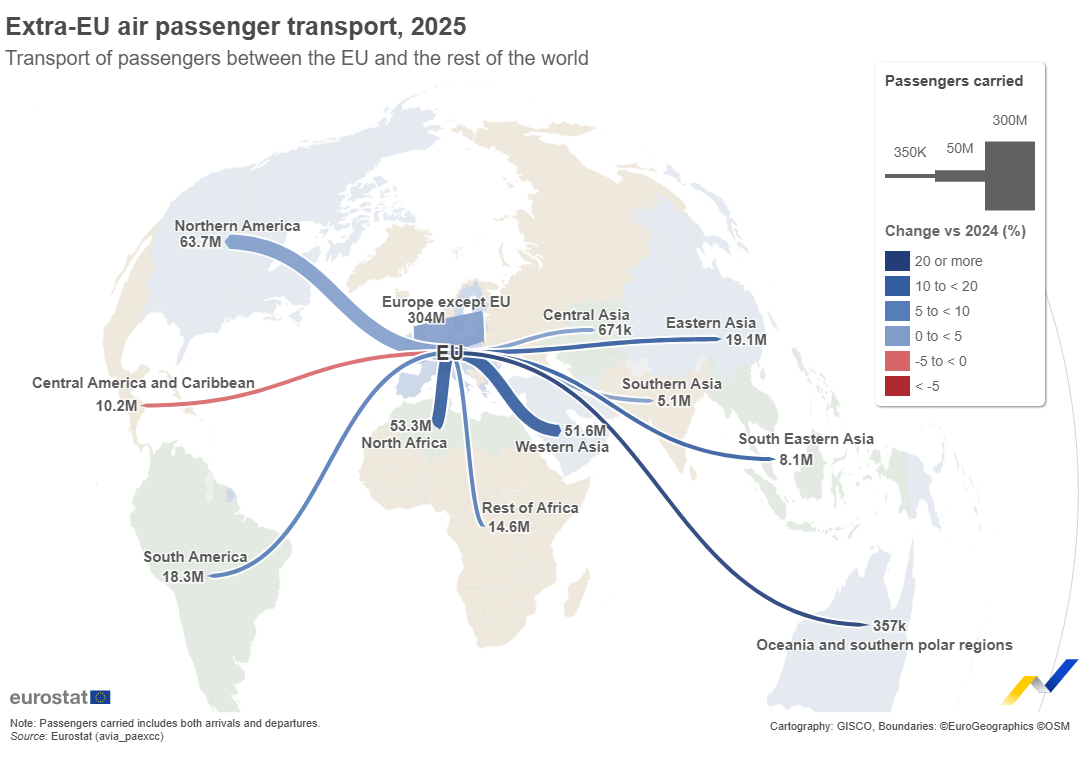 Extra-EU air passenger transport, 2025
Transport of passengers between the EU and the rest of the world
Passengers carried
300M
50M
350K
Change vs 2024 (%)
20 or more
10 to < 20
5 to < 10
0 to < 5
-5 to < 0
< -5
Northern America
63.7M
Europe except EU
304M
Central Asia
671k
Eastern Asia
19.1M
EU
Central America and Caribbean
10.2M
Southern Asia
5.1M
53.3M
North Africa
51.6M
Western Asia
South Eastern Asia
8.1M
Rest of Africa
14.6M
South America
18.3M
357k
Oceania and southern polar regions
eurostat
Note: Passengers carried includes both arrivals and departures.
Source: Eurostat (avia_paexcc)
Cartography: GISCO, Boundaries: ©EuroGeographics ©OSM